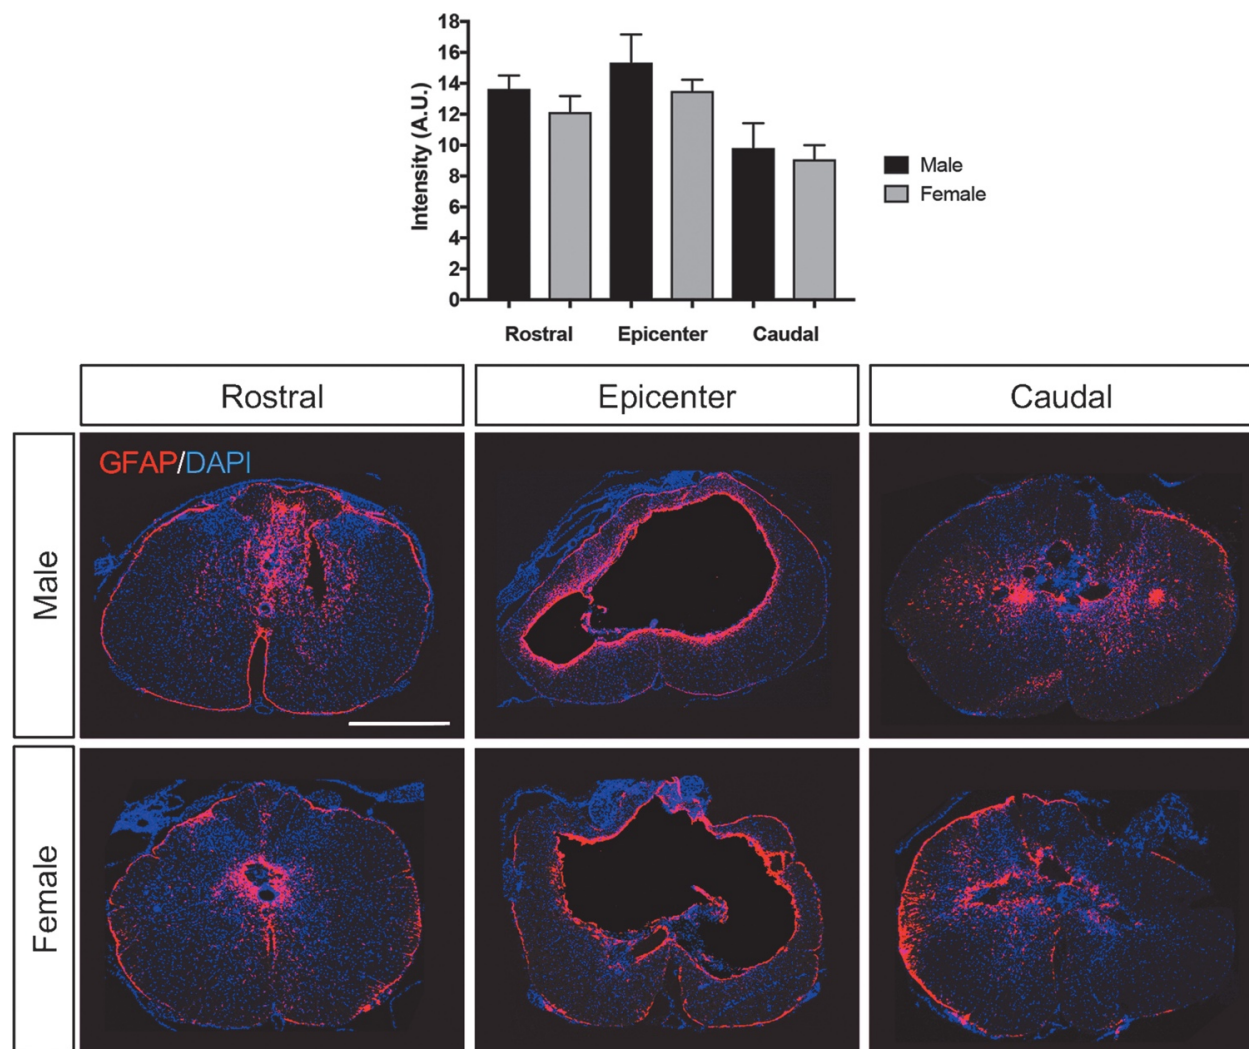 18
16
14
12
10
8
6
4
2
0
Intensity (A.U.)
Rostral Epicenter Caudal
Male
Female
Rostral Epicenter Caudal
Male
GFAP/DAPI
Female